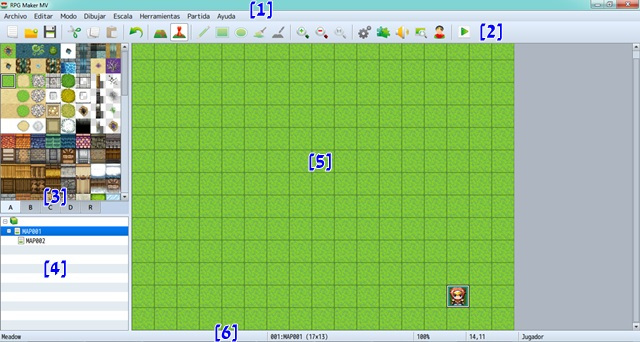 RPG Maker MV
Archivo Editar Modo Dibujar Escala Herramientas Partida Ayuda
[1]
[2]
[3]
A B C D R
MAP001
MAP002
[4]
[5]
[6]
Meadow 001:MAP001 (17x13) 100% 14,11 Jugador